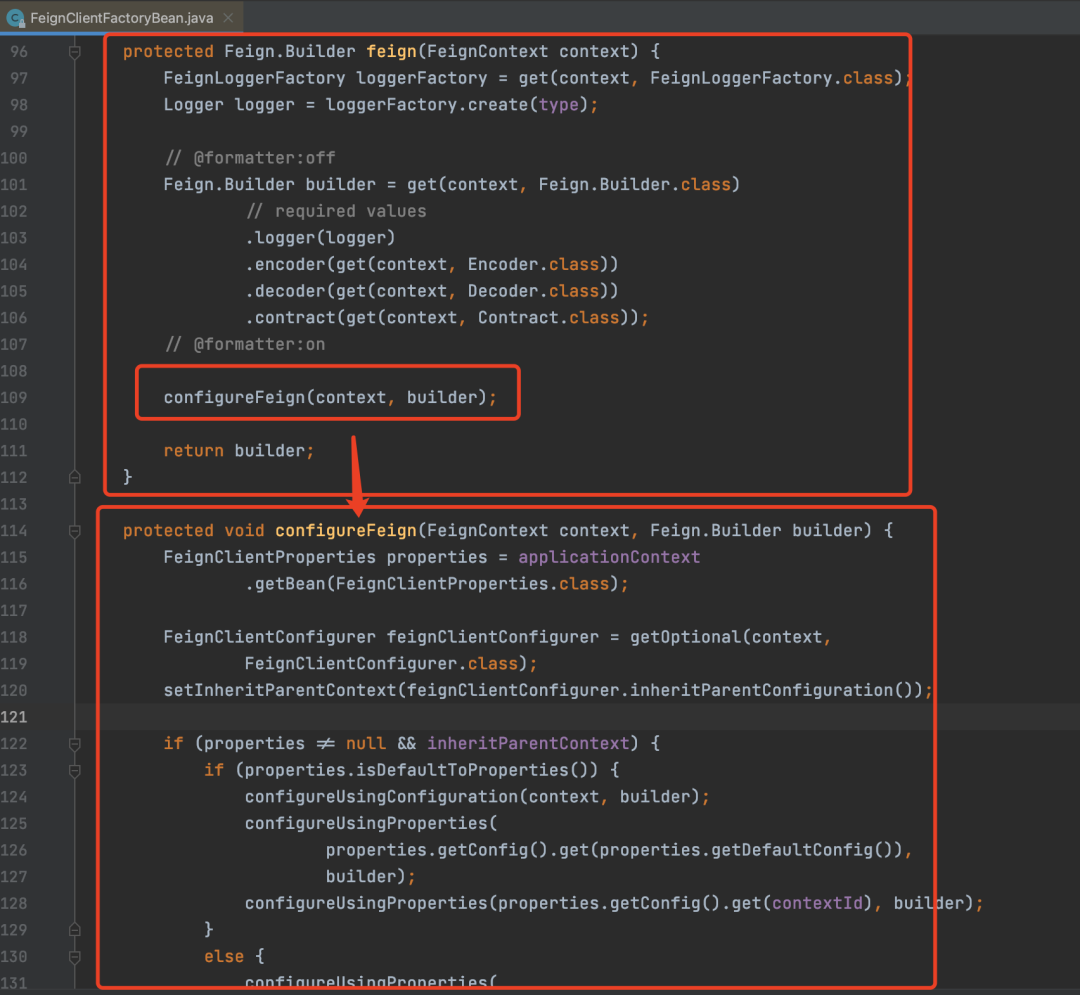 FeignClientFactoryBean.java
96 protected Feign.Builder feign(FeignContext context) {
97 FeignLoggerFactory loggerFactory = get(context, FeignLoggerFactory.class);
98 Logger logger = loggerFactory.create(type);
99
100 // @formatter:off
101 Feign.Builder builder = get(context, Feign.Builder.class)
102 // required values
103 .logger(logger)
104 .encoder(get(context, Encoder.class))
105 .decoder(get(context, Decoder.class))
106 .contract(get(context, Contract.class));
107 // @formatter:on
108
109 configureFeign(context, builder);
110
111 return builder;
112 }
113
114 protected void configureFeign(FeignContext context, Feign.Builder builder) {
115 FeignClientProperties properties = applicationContext
116 .getBean(FeignClientProperties.class);
117
118 FeignClientConfigurer feignClientConfigurer = getOptional(context,
119 FeignClientConfigurer.class);
120 setInheritParentContext(feignClientConfigurer.inheritParentConfiguration());
121
122 if (properties ≠ null && inheritParentContext) {
123 if (properties.isDefaultToProperties()) {
124 configureUsingConfiguration(context, builder);
125 configureUsingProperties(
126 properties.getConfig().get(properties.getDefaultConfig()),
127 builder);
128 configureUsingProperties(properties.getConfig().get(contextId), builder);
129 }
130 else {
131 configureUsingProperties(